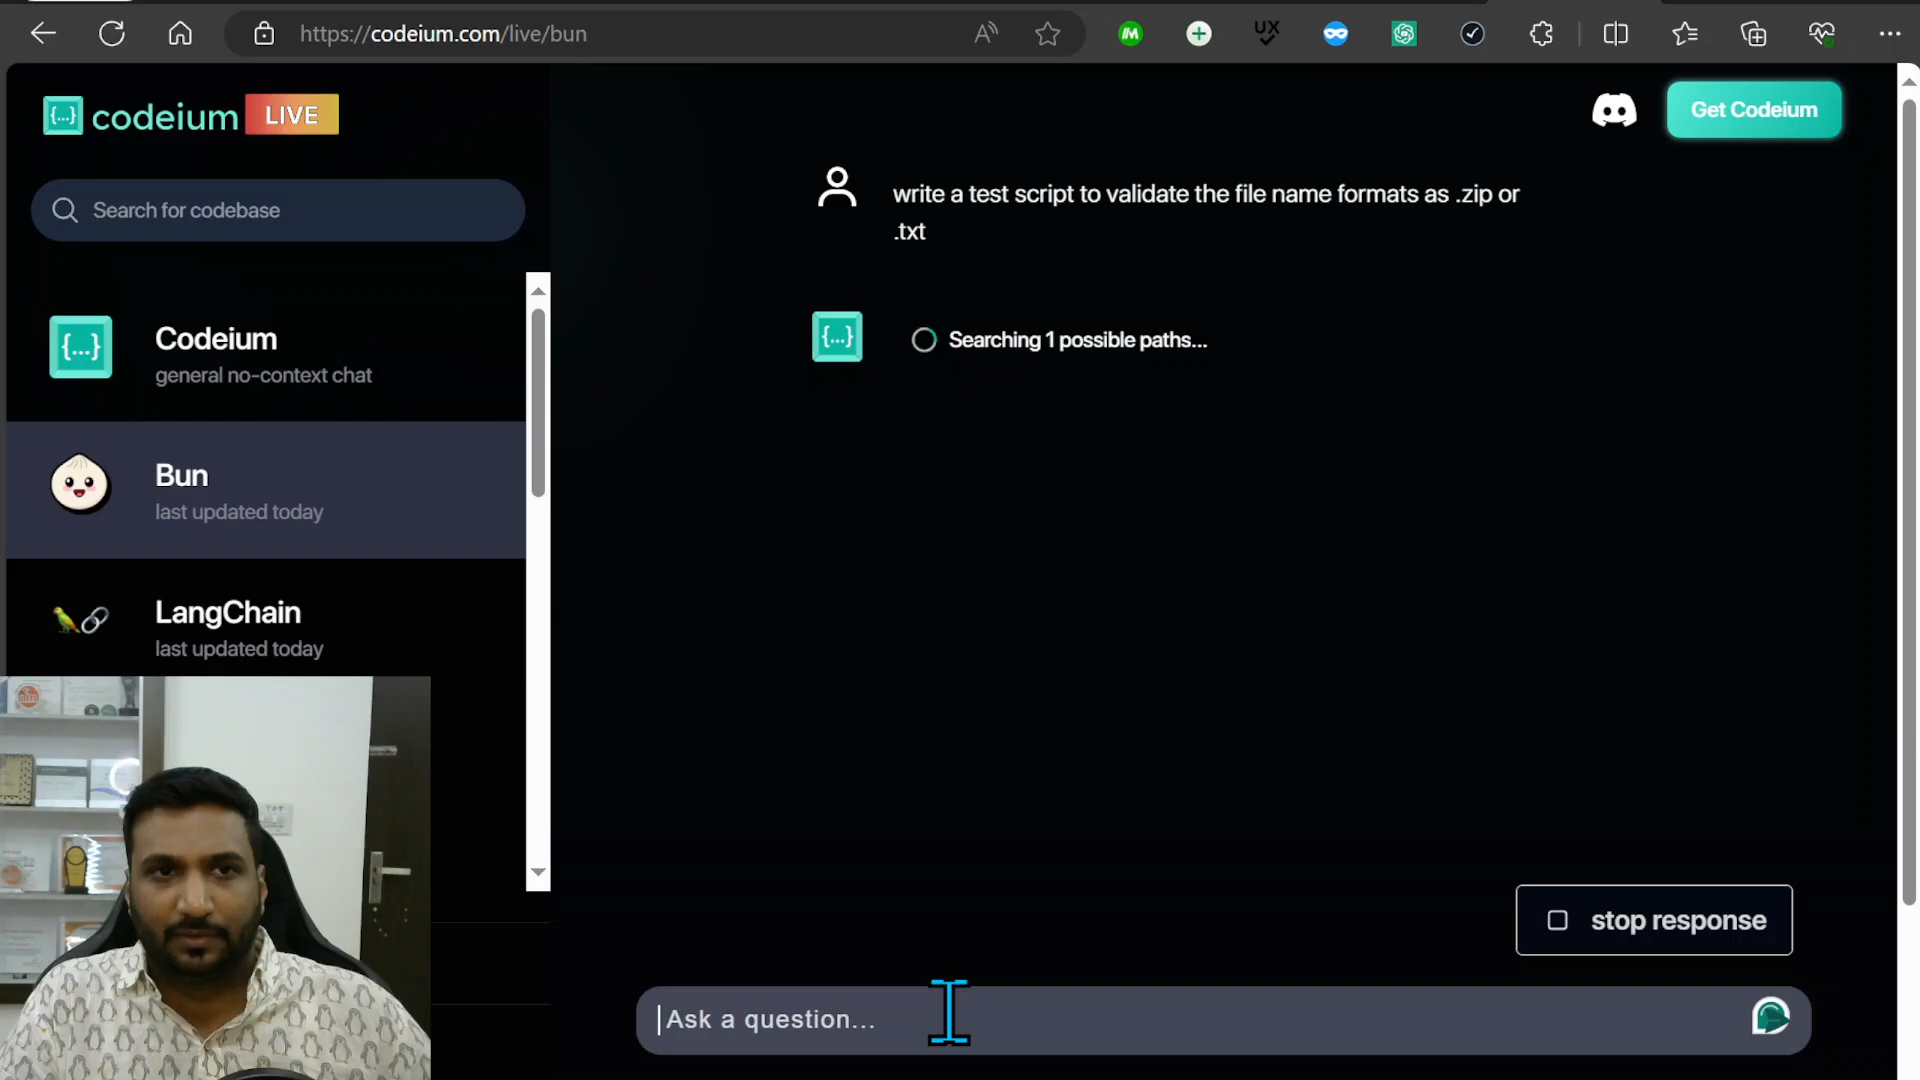 https://codeium.com/live/bun
UX
codeium LIVE
Get Codeium
Search for codebase
write a test script to validate the file name formats as .zip or
.txt
Codeium
general no-context chat
Searching 1 possible paths...
Bun
last updated today
LangChain
last updated today
stop response
Ask a question...